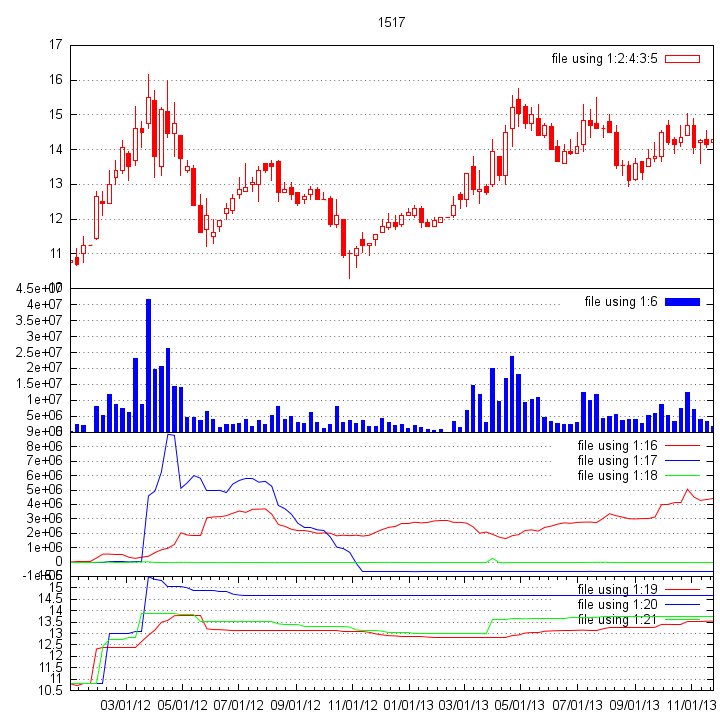 1517
17
file using 1:2:4:3:5
16
15
14
13
12
11
4.5e+07
file using 1:6
4e+07
3.5e+07
3e+07
2.5e+07
2e+07
1.5e+07
1e+07
5e+06
9e+06
file using 1:16
8e+06
file using 1:17
7e+06
file using 1:18
6e+06
5e+06
4e+06
3e+06
2e+06
1e+06
0
file using 1:19
15
14.5
file using 1:20
14
13.5
file using 1:21
13
12.5
12
11.5
11
10.5
03/01/12 05/01/12 07/01/12 09/01/12 11/01/12 01/01/13 03/01/13 05/01/13 07/01/13 09/01/13 11/01/13